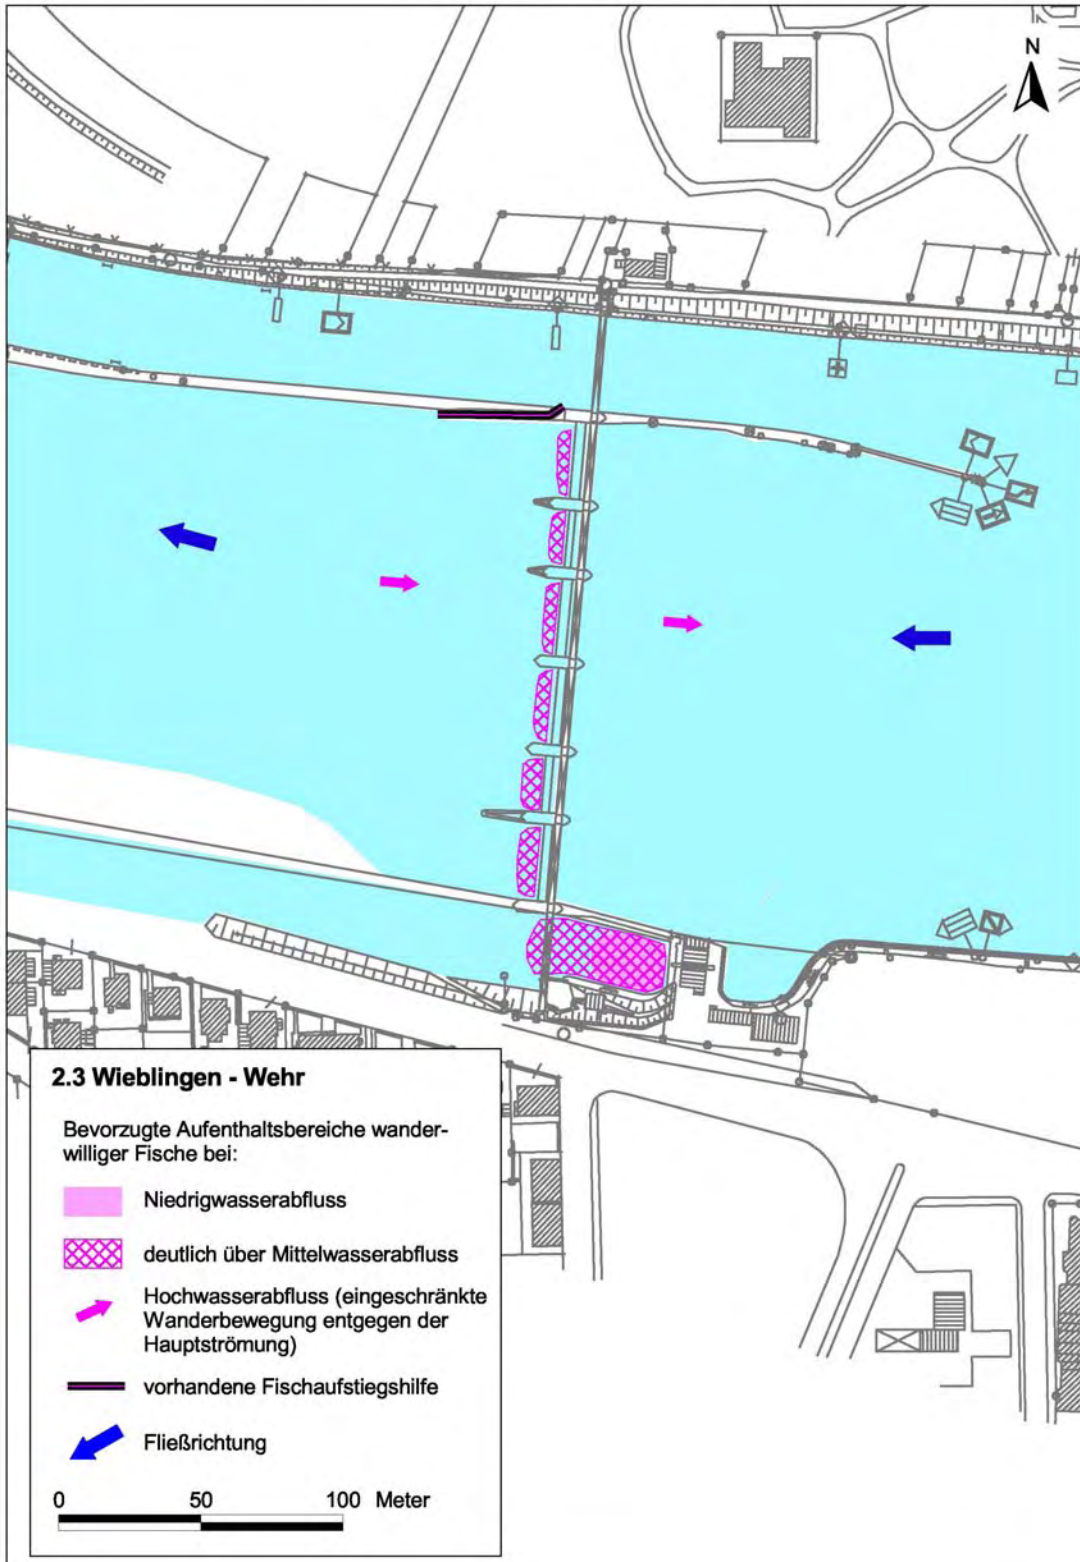 N
2.3 Wieblingen - Wehr
Bevorzugte Aufenthaltsbereiche wander-
williger Fische bei:
Niedrigwasserabfluss
deutlich über Mittelwasserabfluss
Hochwasserabfluss (eingeschränkte
Wanderbewegung entgegen der
Hauptströmung)
vorhandene Fischaufstiegshilfe
Fließrichtung
0 50 100 Meter